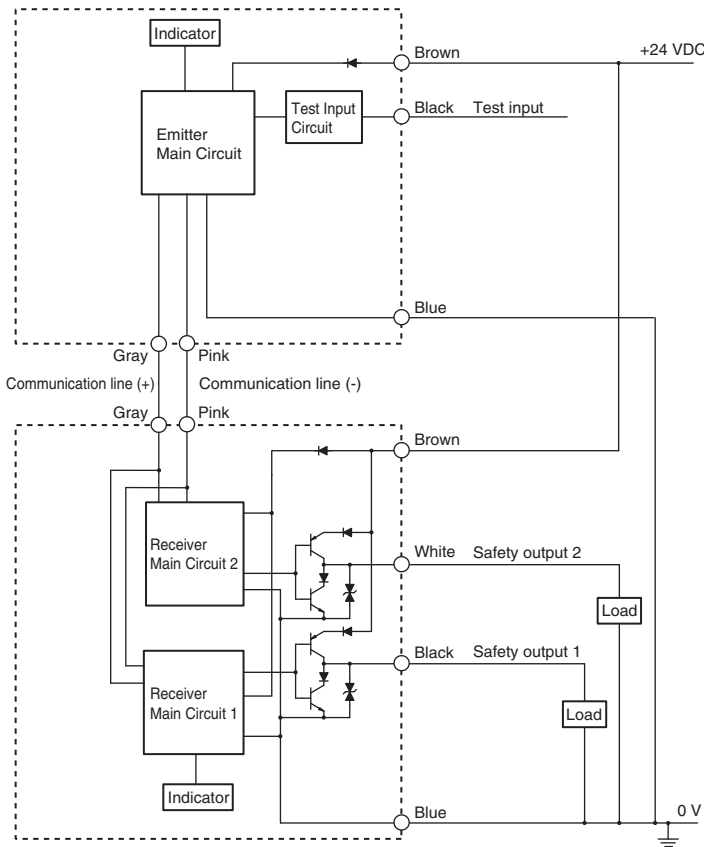 Indicator
Brown
+24 VDC
Emitter
Main Circuit
Test Input
Circuit
Black
Test input
Blue
Gray
Pink
Communication line (+)
Communication line (-)
Gray
Pink
Brown
Receiver
Main Circuit 2
White
Safety output 2
Load
Black
Safety output 1
Receiver
Main Circuit 1
Load
Indicator
Blue
0 V